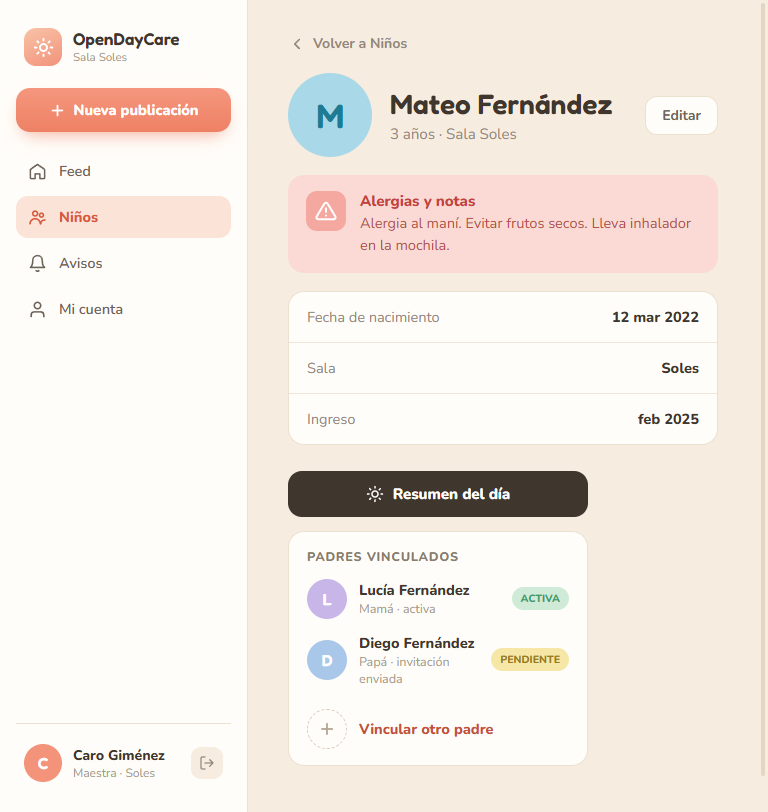 OpenDayCare
Sala Soles
Nueva publicación
Feed
Niños
Avisos
Mi cuenta
C
Caro Giménez
Maestra · Soles
Volver a Niños
M
Mateo Fernández
3 años · Sala Soles
Editar
Alergias y notas
Alergia al maní. Evitar frutos secos. Lleva inhalador
en la mochila.
Fecha de nacimiento 12 mar 2022
Sala Soles
Ingreso feb 2025
Resumen del día
PADRES VINCULADOS
L
Lucía Fernández
Mamá · activa
ACTIVA
D
Diego Fernández
Papá · invitación
enviada
PENDIENTE
Vincular otro padre